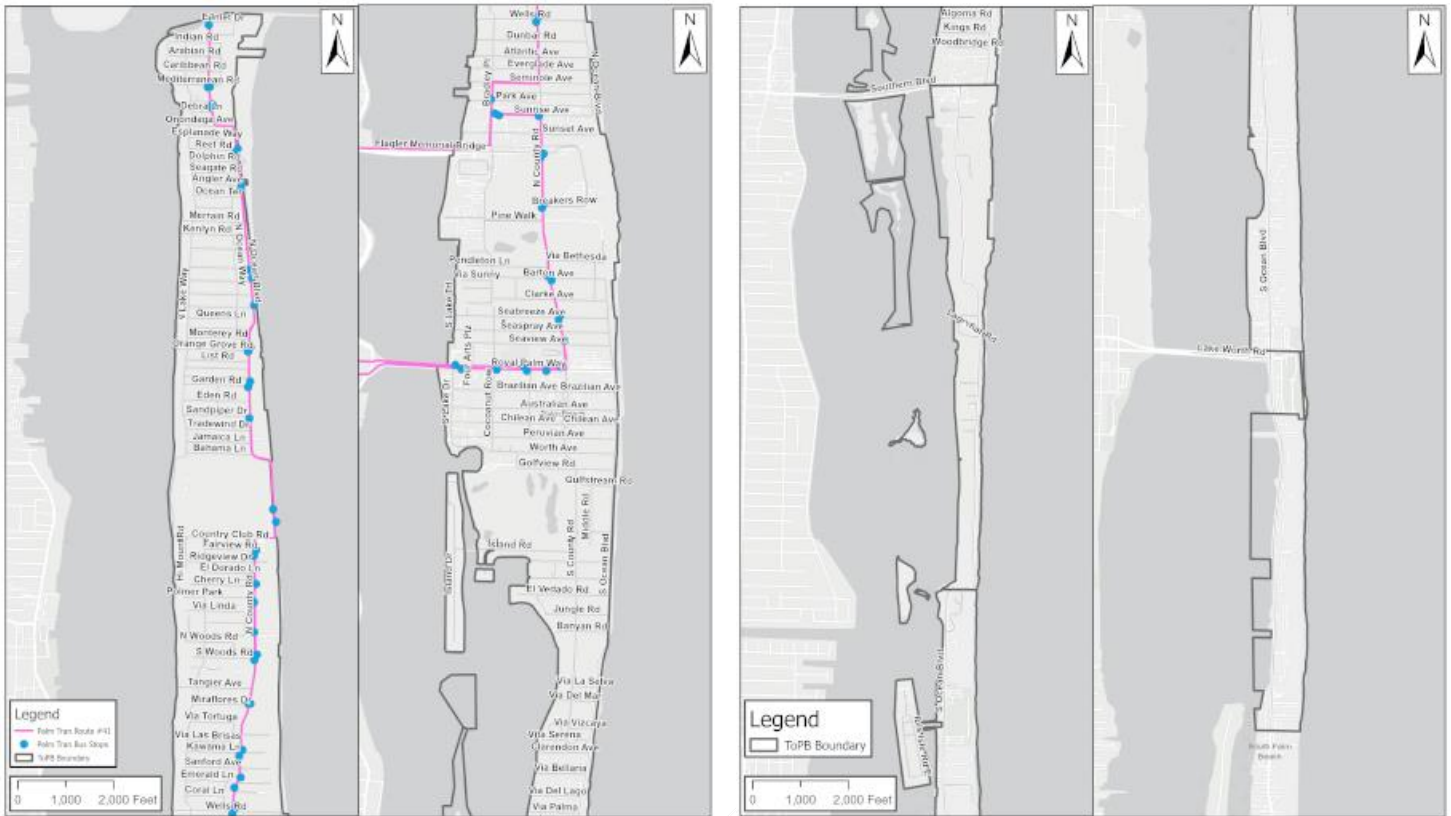 N
Indian Rd
Arabian Rd
Caribbean Rd
Mediterranean Rd
Debra Ln
Onondaga Ave
Esplanade Way
Reef Rd
Dolphin R
Seagate R
Angler Ave
Ocean Te
Merrain Rd
Kenlyn Rd
N Ocean Way
N Ocean Blvd
N Lake Way
Queens Ln
Monterey Rd
Orange Grove Rd
List Rd
Garden Rd
Eden Rd
Sandpiper Dr
Tradewind Dr
Jamaica Ln
Bahama Ln
Country Club Rd
Fairview Rd
Ridgeview Dr
El Dorado Ln
Cherry Ln
Palmer Park
Via Linda
Hi Mount Rd
N County Rd
N Woods Rd
S Woods Rd
Tangier Ave
Miraflores Dr
Via Tortuga
Via Las Brisas
Kawama Ln
Sanford Ave
Emerald Ln
Coral Ln
Wells Rd
Legend
Palm Tran Route #41
Palm Tran Bus Stops
ToPB Boundary
0 1,000 2,000 Feet
N
Wells Rd
Dunbar Rd
Atlantic Ave
Everglade Ave
Seminole Ave
Bradley Pl
N Ocean Blvd
Park Ave
Sunrise Ave
Sunset Ave
Flagler Memorial Bridge
N County Rd
Breakers Row
Pine Walk
Via Bethesda
Pendleton Ln
Via Sunny
Barton Ave
Clarke Ave
S Lake Trl
Seabreeze Ave
Seaspray Ave
Seaview Ave
Four Arts Plz
Royal Palm Way
Brazilian Ave Brazilian Ave
S Lake Dr
Cocoanut Row
Australian Ave
Chilean Ave Chilean Ave
Peruvian Ave
Worth Ave
Golfview Rd
Gulfstream Rd
Middle Rd
Island Rd
S County Rd
S Ocean Blvd
Island Dr
El Vedado Rd
Jungle Rd
Banyan Rd
Via La Selva
Via Del Mar
Via Vizcaya
Via Serena
Clarendon Ave
Via Bellaria
Via Del Lago
Via Palma
N
Algoma Rd
Kings Rd
Woodbridge Rd
Southern Blvd
S Ocean Blvd
Legend
ToPB Boundary
0 1,000 2,000 Feet
N
S Ocean Blvd
Lake Worth Rd
South Palm
Beach